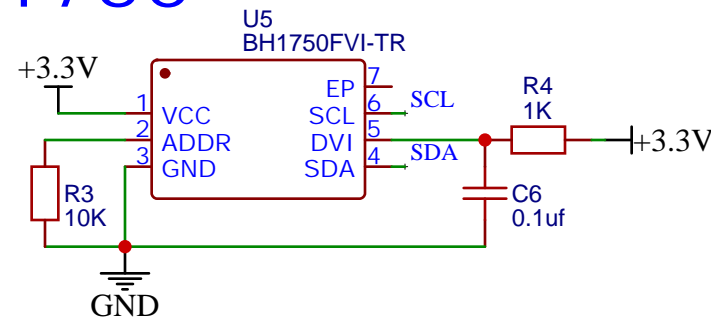 U5
BH1750FVI-TR
+3.3V
1 VCC
2 ADDR
3 GND
EP 7
SCL 6 SCL
DVI 5
SDA 4 SDA
R4
1K
+3.3V
R3
10K
C6
0.1uf
GND